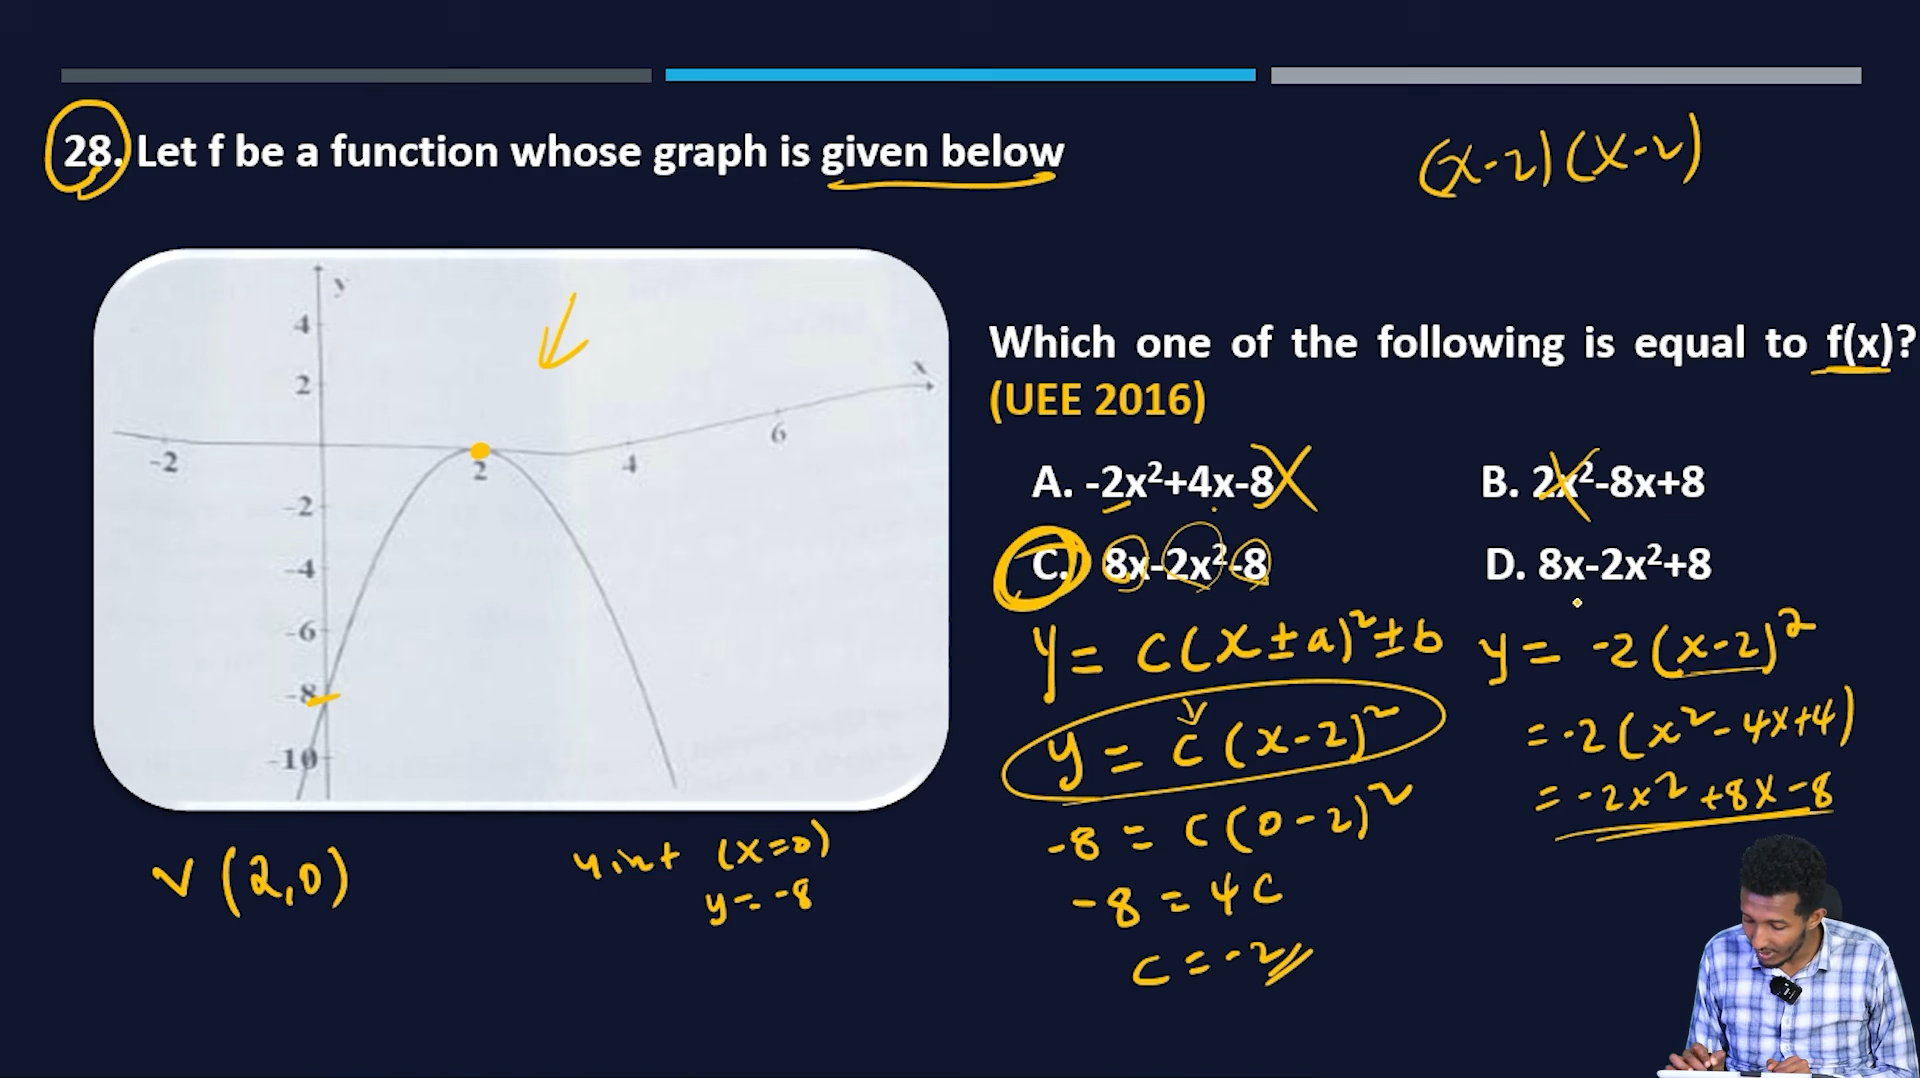 28. Let f be a function whose graph is given below
(x-2)(x-2)
y
4
2
x
-2
2
4
6
-2
-4
-6
-8
-10
Which one of the following is equal to f(x)?
(UEE 2016)
A. -2x²+4x-8
B. 2x²-8x+8
C. 8x-2x²-8
D. 8x-2x²+8
y = c(x±a)²±b
y = c(x-2)²
-8 = c(0-2)²
-8 = 4c
c = -2
y = -2(x-2)²
= -2(x²-4x+4)
= -2x²+8x-8
V (2,0)
y int (x=0)
y = -8